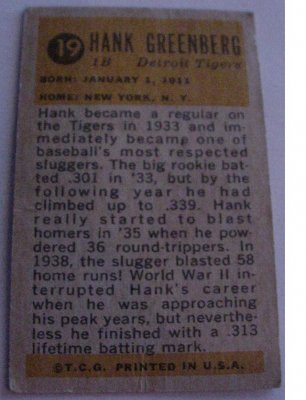 19 HANK GREENBERG
1B Detroit Tigers
BORN: JANUARY 1, 1911
HOME: NEW YORK, N. Y.
Hank became a regular on
the Tigers in 1933 and im-
mediately became one of
baseball's most respected
sluggers. The big rookie bat-
ted .301 in '33, but by the
following year he had
climbed up to .339. Hank
really started to blast
homers in '35 when he pow-
dered 36 round-trippers. In
1938, the slugger blasted 58
home runs! World War II in-
terrupted Hank's career
when he was approaching
his peak years, but neverthe-
less he finished with a .313
lifetime batting mark.
©T.C.G. PRINTED IN U.S.A.